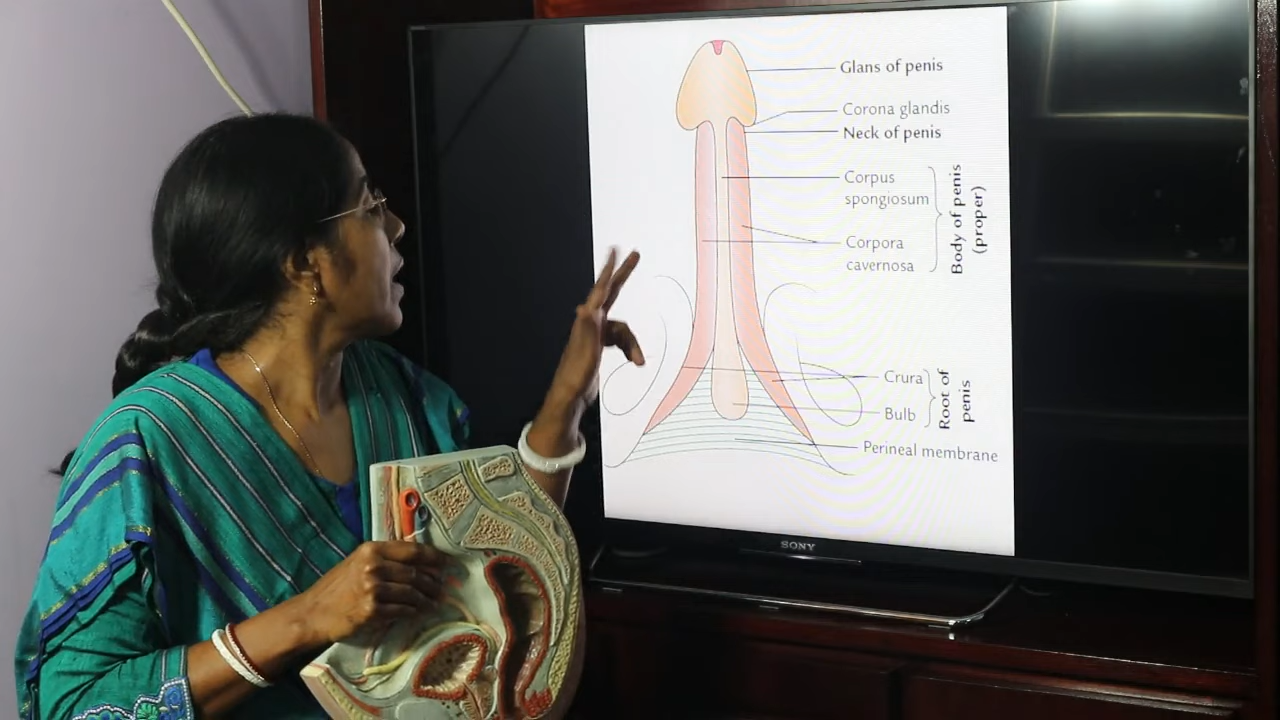 Glans of penis
Corona glandis
Neck of penis
Corpus
spongiosum
Corpora
cavernosa
Body of penis
(proper)
Crura
Bulb
Root of
penis
Perineal membrane
SONY